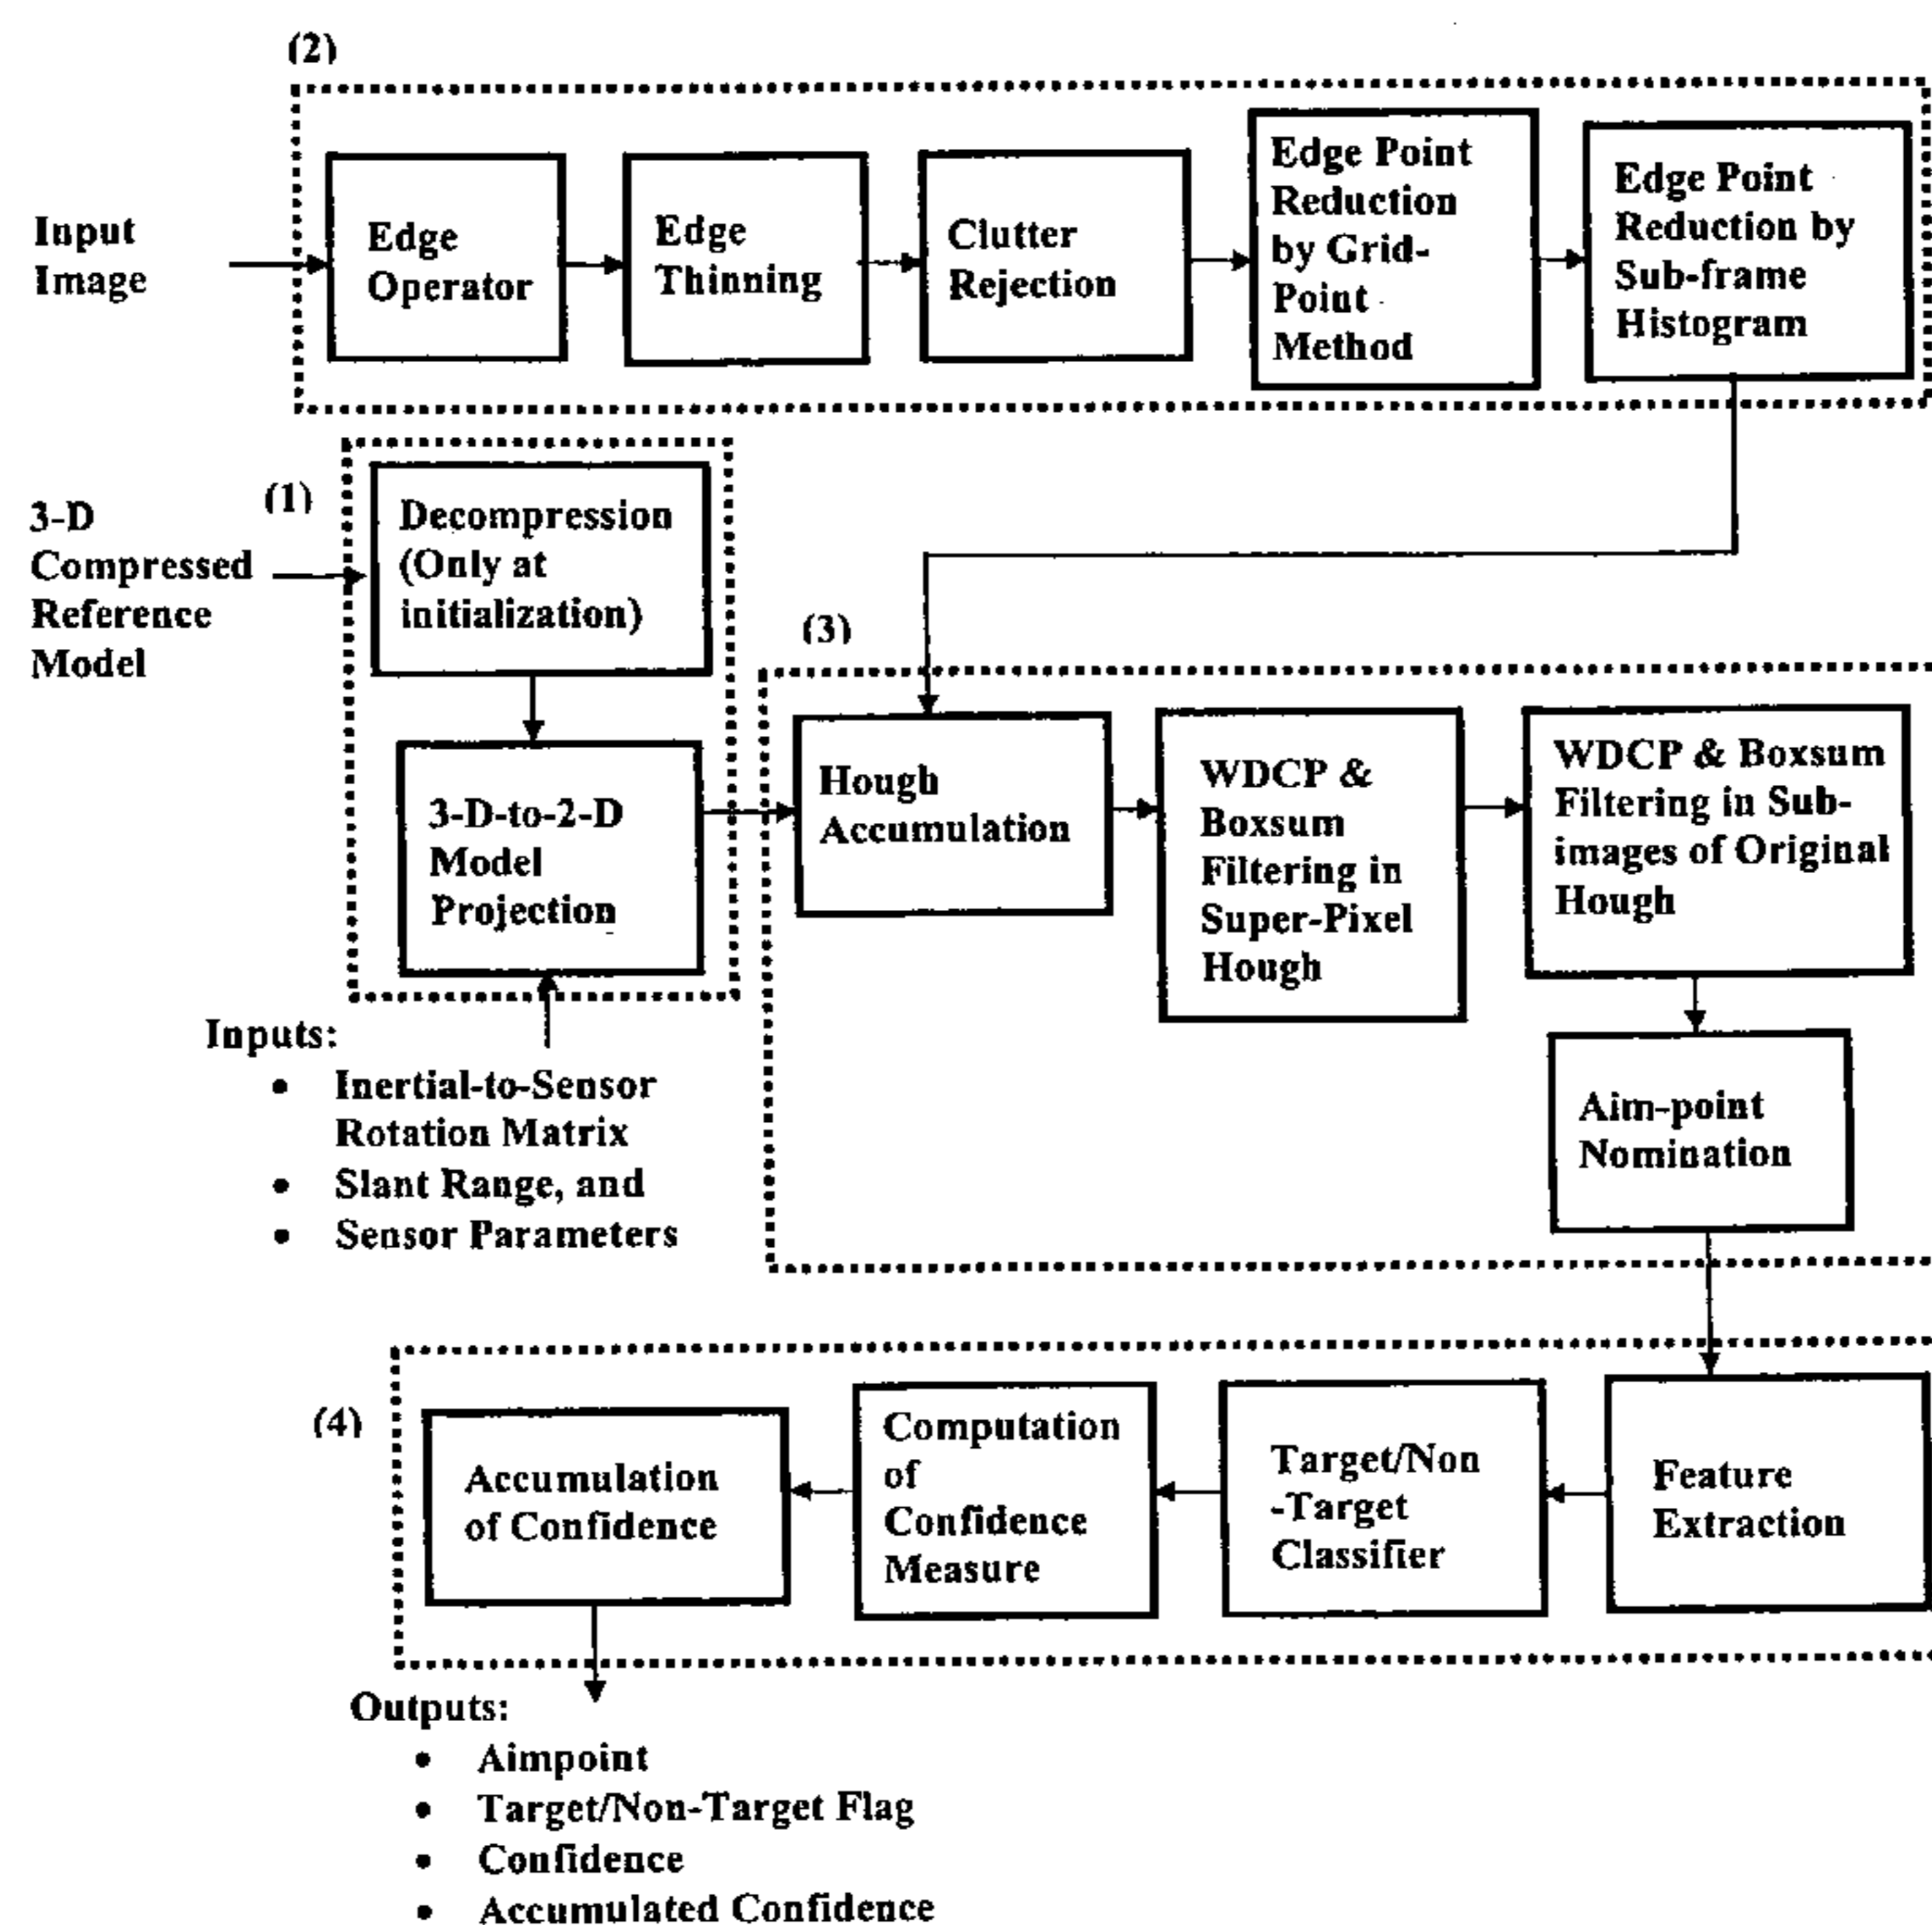 (2)
Input
Image
Edge
Operator
Edge
Thinning
Clutter
Rejection
Edge Point
Reduction
by Grid-
Point
Method
Edge Point
Reduction by
Sub-frame
Histogram
(1)
3-D
Compressed
Reference
Model
Decompression
(Only at
initialization)
3-D-to-2-D
Model
Projection
Inputs:
• Inertial-to-Sensor
Rotation Matrix
• Slant Range, and
• Sensor Parameters
(3)
Hough
Accumulation
WDCP &
Boxsum
Filtering in
Super-Pixel
Hough
WDCP & Boxsum
Filtering in Sub-
images of Original
Hough
Aim-point
Nomination
(4)
Feature
Extraction
Target/Non
-Target
Classifier
Computation
of
Confidence
Measure
Accumulation
of Confidence
Outputs:
• Aimpoint
• Target/Non-Target Flag
• Confidence
• Accumulated Confidence